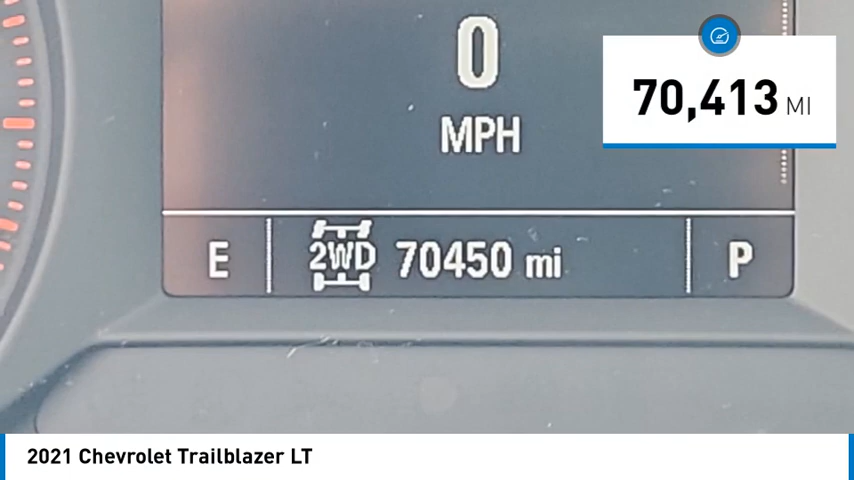 0
MPH
70,413 MI
E 2WD 70450 mi P
2021 Chevrolet Trailblazer LT